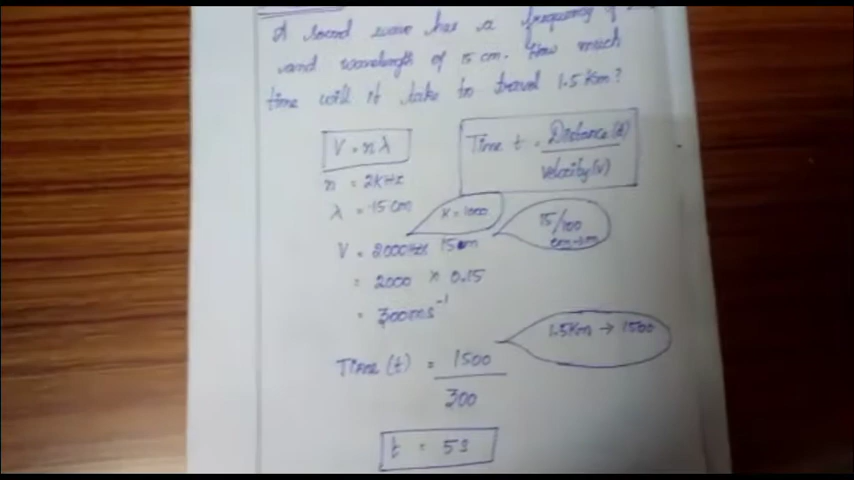 A sound wave has a frequency of
and wavelength of 15 cm. How much
time will it take to travel 1.5 Km?
V = nλ
Time t = Distance (d) / velocity (v)
n = 2KHz
λ = 15 cm
K = 1000
15/100
cm→m
V = 2000Hz x 15cm
= 2000 x 0.15
= 300ms⁻¹
1.5Km → 1500
Time (t) = 1500 / 300
t = 5s